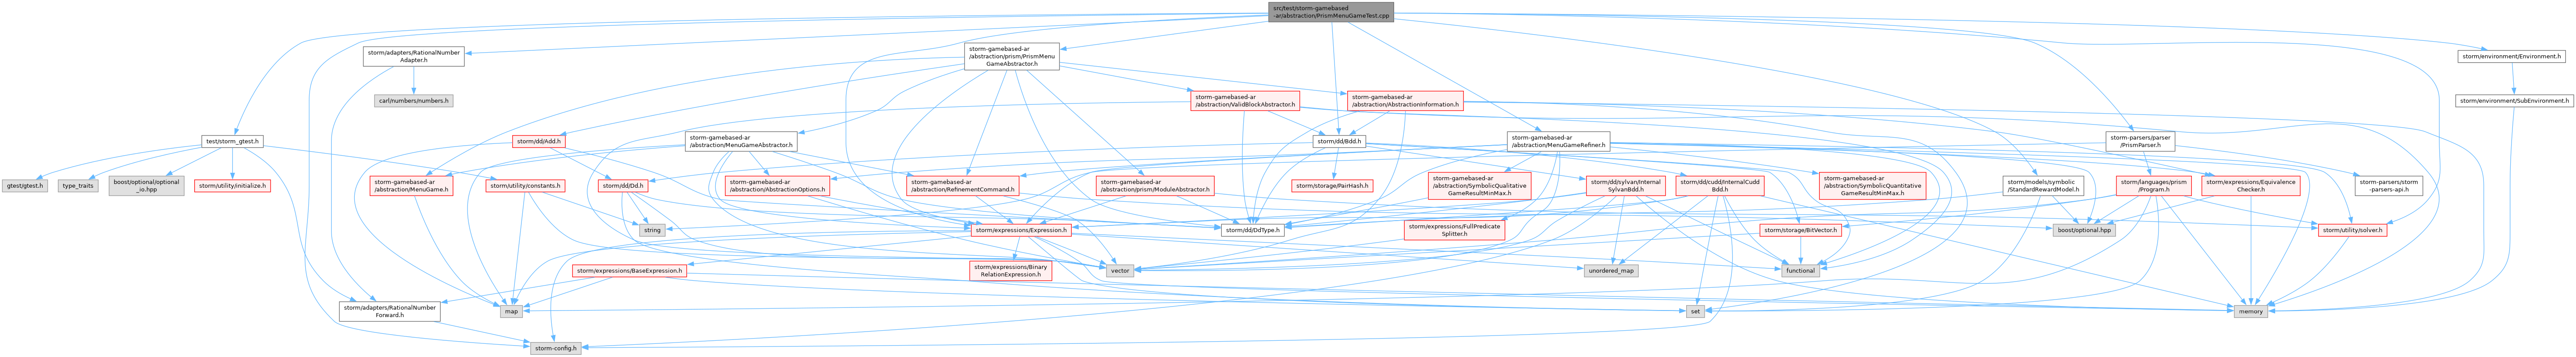 src/test/storm-gamebased
-ar/abstraction/PrismMenuGameTest.cpp
storm/adapters/RationalNumber
Adapter.h
storm-gamebased-ar
/abstraction/prism/PrismMenu
GameAbstractor.h
storm/environment/Environment.h
carl/numbers/numbers.h
storm-gamebased-ar
/abstraction/ValidBlockAbstractor.h
storm-gamebased-ar
/abstraction/AbstractionInformation.h
storm/environment/SubEnvironment.h
test/storm_gtest.h
storm/dd/Add.h
storm-gamebased-ar
/abstraction/MenuGameAbstractor.h
storm/dd/Bdd.h
storm-gamebased-ar
/abstraction/MenuGameRefiner.h
storm-parsers/parser
/PrismParser.h
gtest/gtest.h
type_traits
boost/optional/optional
_io.hpp
storm/utility/initialize.h
storm-gamebased-ar
/abstraction/MenuGame.h
storm/utility/constants.h
storm/dd/Dd.h
storm-gamebased-ar
/abstraction/AbstractionOptions.h
storm-gamebased-ar
/abstraction/RefinementCommand.h
storm-gamebased-ar
/abstraction/prism/ModuleAbstractor.h
storm/storage/PairHash.h
storm-gamebased-ar
/abstraction/SymbolicQualitative
GameResultMinMax.h
storm/dd/sylvan/Internal
SylvanBdd.h
storm/dd/cudd/InternalCudd
Bdd.h
storm-gamebased-ar
/abstraction/SymbolicQuantitative
GameResultMinMax.h
storm/models/symbolic
/StandardRewardModel.h
storm/languages/prism
/Program.h
storm/expressions/Equivalence
Checker.h
storm-parsers/storm
-parsers-api.h
string
storm/expressions/Expression.h
storm/dd/DdType.h
storm/expressions/FullPredicate
Splitter.h
storm/storage/BitVector.h
boost/optional.hpp
storm/utility/solver.h
storm/expressions/BaseExpression.h
storm/expressions/Binary
RelationExpression.h
vector
unordered_map
functional
storm/adapters/RationalNumber
Forward.h
map
set
memory
storm-config.h